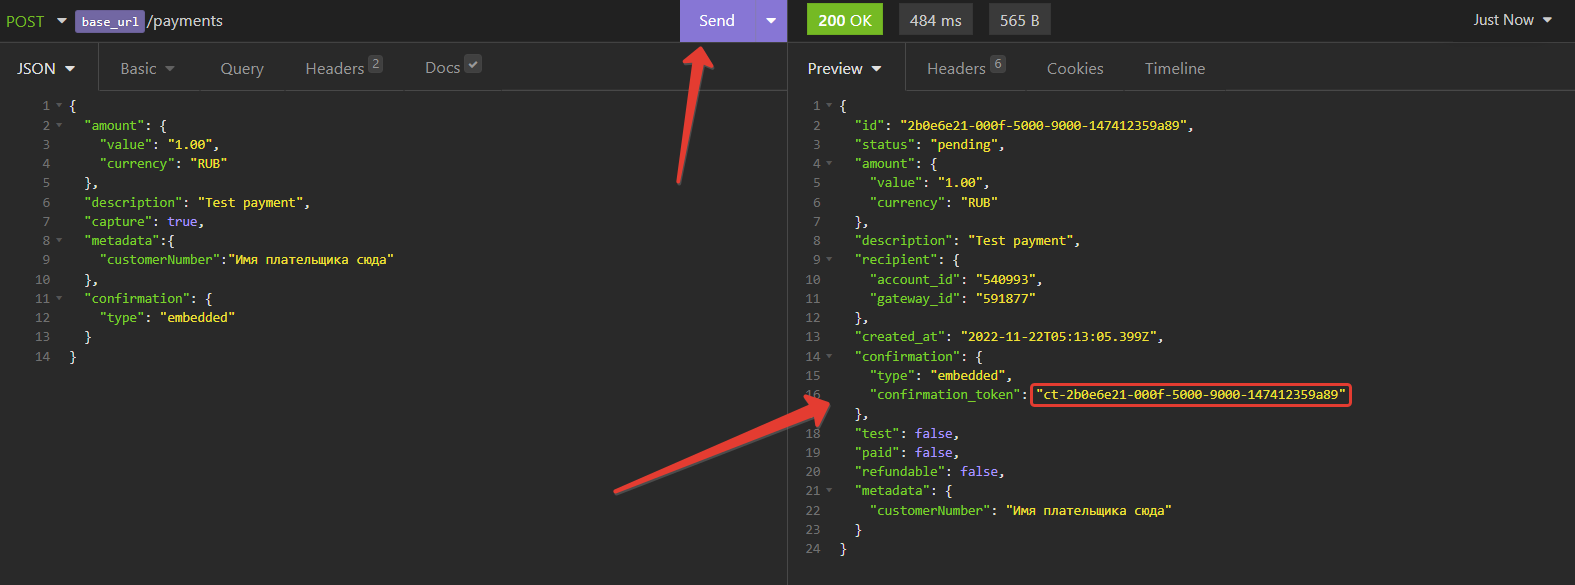 POST base_url /payments Send
200 OK 484 ms 565 B Just Now
JSON Basic Query Headers 2 Docs
1 {
2 "amount": {
3 "value": "1.00",
4 "currency": "RUB"
5 },
6 "description": "Test payment",
7 "capture": true,
8 "metadata":{
9 "customerNumber":"Имя плательщика сюда"
10 },
11 "confirmation": {
12 "type": "embedded"
13 }
14 }
Preview Headers 6 Cookies Timeline
1 {
2 "id": "2b0e6e21-000f-5000-9000-147412359a89",
3 "status": "pending",
4 "amount": {
5 "value": "1.00",
6 "currency": "RUB"
7 },
8 "description": "Test payment",
9 "recipient": {
10 "account_id": "540993",
11 "gateway_id": "591877"
12 },
13 "created_at": "2022-11-22T05:13:05.399Z",
14 "confirmation": {
15 "type": "embedded",
16 "confirmation_token": "ct-2b0e6e21-000f-5000-9000-147412359a89"
},
18 "test": false,
19 "paid": false,
20 "refundable": false,
21 "metadata": {
22 "customerNumber": "Имя плательщика сюда"
23 }
24 }